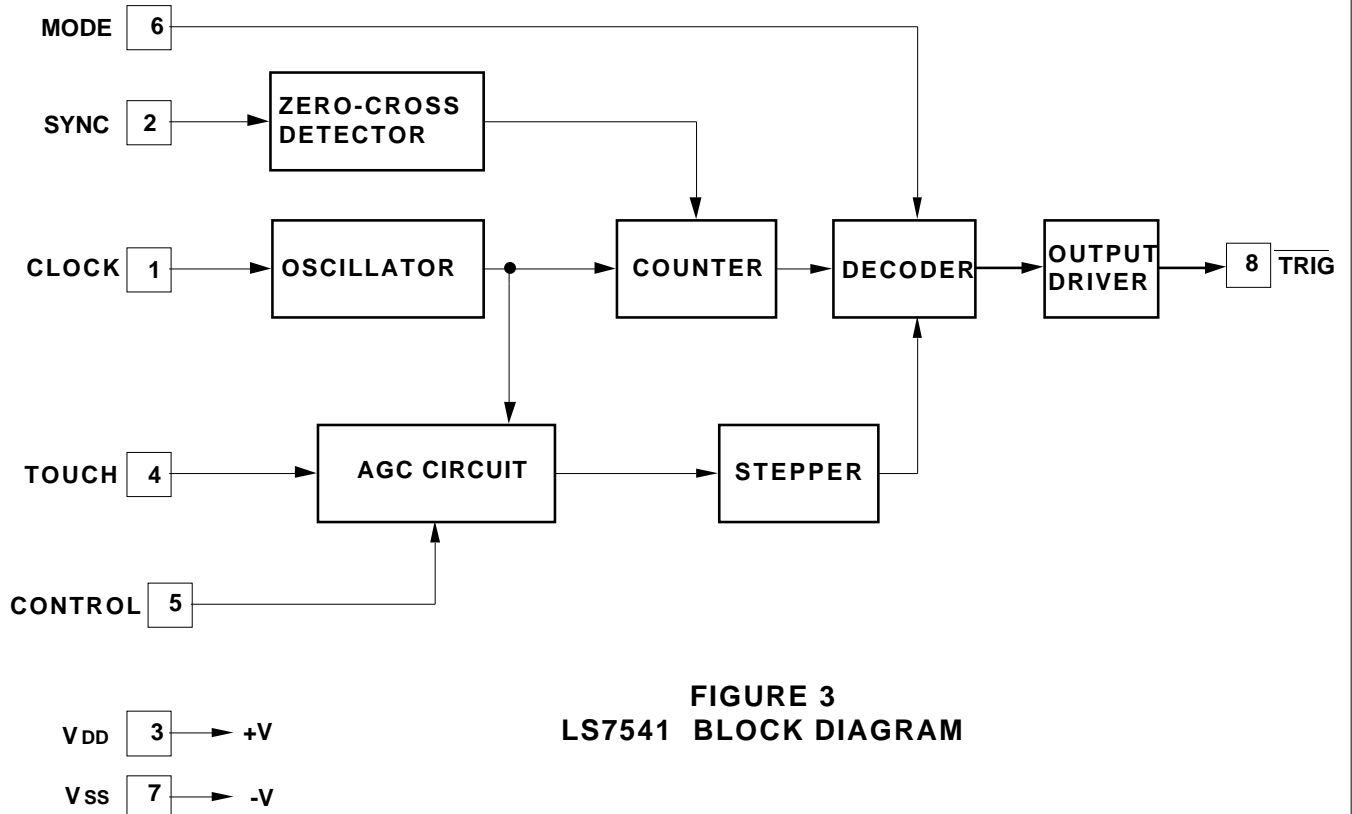 MODE 6
SYNC 2
ZERO-CROSS
DETECTOR
CLOCK 1
OSCILLATOR
COUNTER
DECODER
OUTPUT
DRIVER
8 TRIG
TOUCH 4
AGC CIRCUIT
STEPPER
CONTROL 5
FIGURE 3
LS7541 BLOCK DIAGRAM
VDD 3 +V
VSS 7 -V